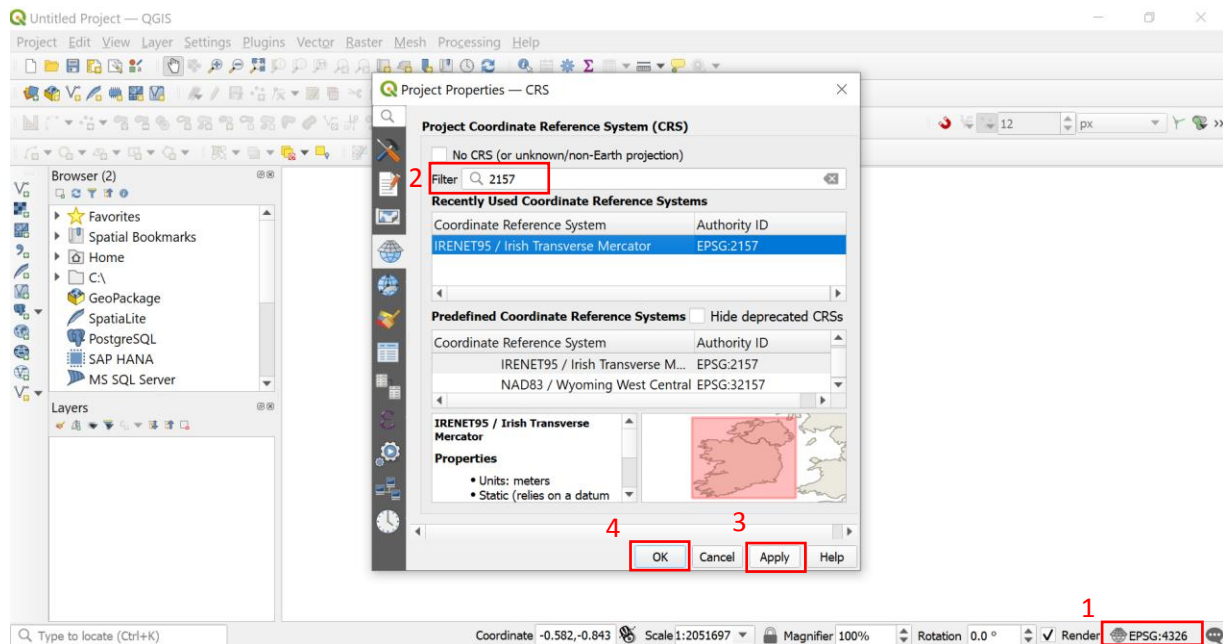 Untitled Project — QGIS
Project Edit View Layer Settings Plugins Vector Raster Mesh Processing Help
12 px
Project Properties — CRS
Project Coordinate Reference System (CRS)
No CRS (or unknown/non-Earth projection)
2 Filter 2157
Recently Used Coordinate Reference Systems
Coordinate Reference System Authority ID
IRENET95 / Irish Transverse Mercator EPSG:2157
Predefined Coordinate Reference Systems Hide deprecated CRSs
Coordinate Reference System Authority ID
IRENET95 / Irish Transverse M... EPSG:2157
NAD83 / Wyoming West Central EPSG:32157
IRENET95 / Irish Transverse
Mercator
Properties
• Units: meters
• Static (relies on a datum
4 3
OK Cancel Apply Help
Browser (2)
Favorites
Spatial Bookmarks
Home
C:\
GeoPackage
SpatiaLite
PostgreSQL
SAP HANA
MS SQL Server
Layers
1
Type to locate (Ctrl+K) Coordinate -0.582,-0.843 Scale 1:2051697 Magnifier 100% Rotation 0.0 ° Render EPSG:4326